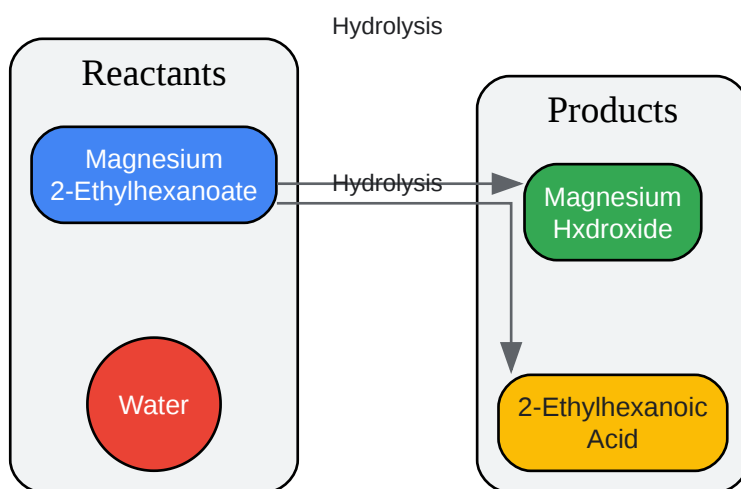 Hydrolysis
Reactants
Magnesium
2-Ethylhexanoate
Water
Hydrolysis
Products
Magnesium
Hxdroxide
2-Ethylhexanoic
Acid